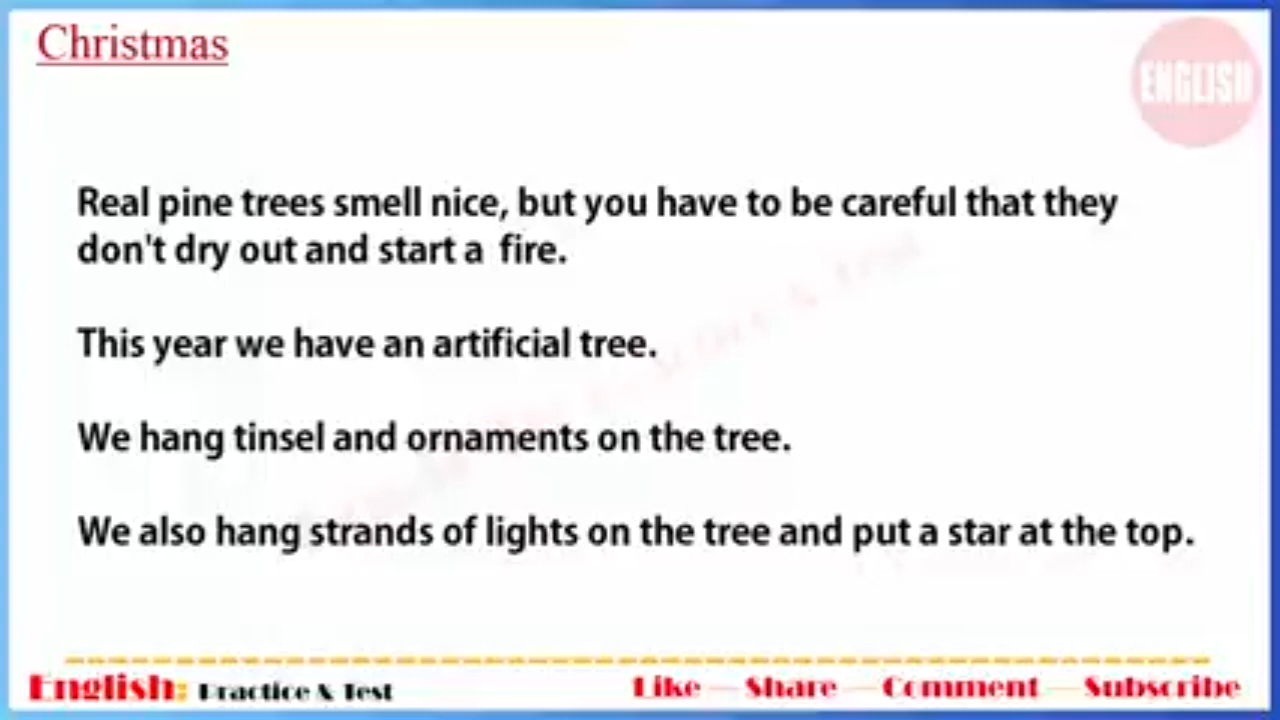 Christmas
ENGLISH
Real pine trees smell nice, but you have to be careful that they
don't dry out and start a fire.
This year we have an artificial tree.
We hang tinsel and ornaments on the tree.
We also hang strands of lights on the tree and put a star at the top.
English: Practice & Test
Like — Share — Comment — Subscribe